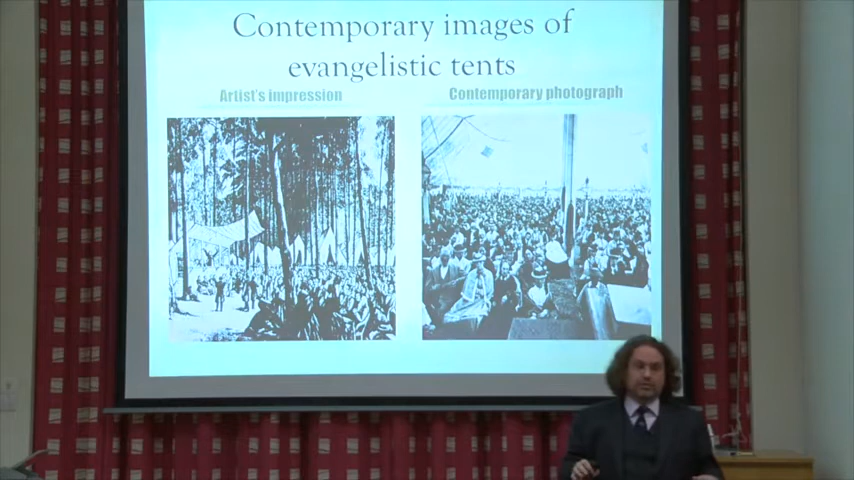 Contemporary images of
evangelistic tents
Artist's impression
Contemporary photograph